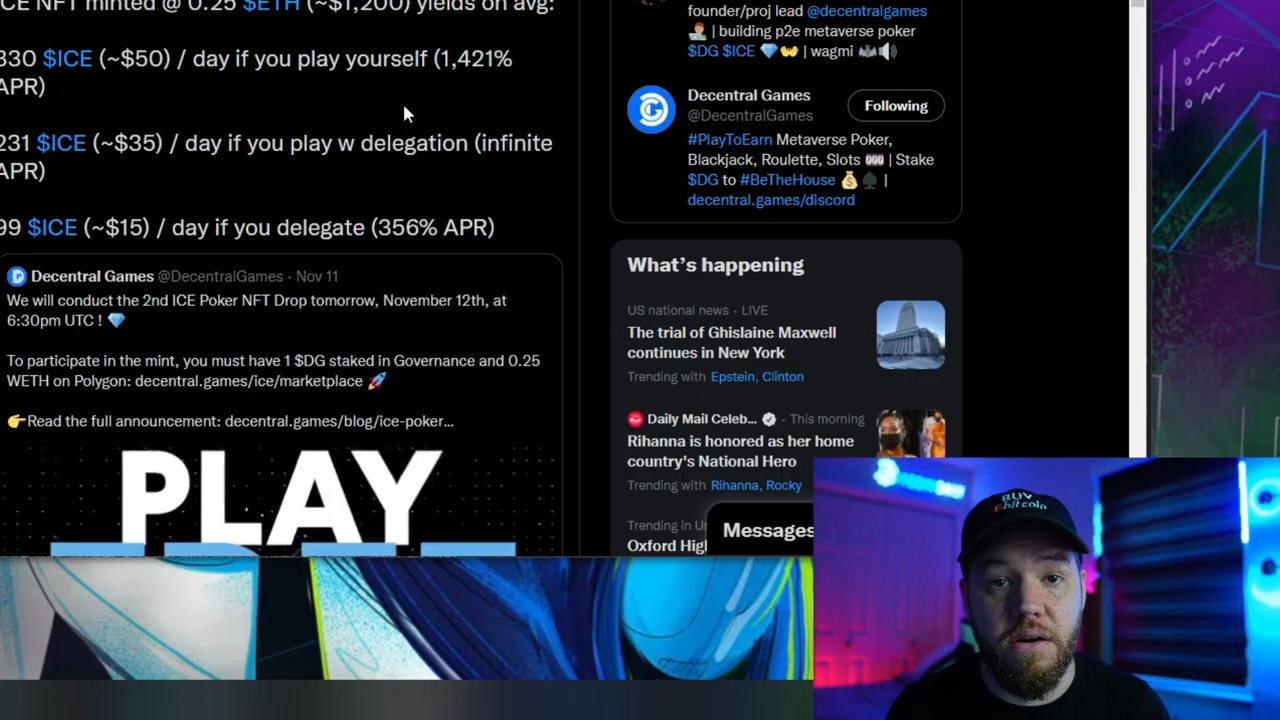 CE NFT minted @ 0.25 $ETH (~$1,200) yields on avg:
330 $ICE (~$50) / day if you play yourself (1,421%
APR)
231 $ICE (~$35) / day if you play w delegation (infinite
APR)
99 $ICE (~$15) / day if you delegate (356% APR)
Decentral Games @DecentralGames · Nov 11
We will conduct the 2nd ICE Poker NFT Drop tomorrow, November 12th, at
6:30pm UTC ! 💎
To participate in the mint, you must have 1 $DG staked in Governance and 0.25
WETH on Polygon: decentral.games/ice/marketplace 🚀
👉Read the full announcement: decentral.games/blog/ice-poker…
PLAY
founder/proj lead @decentralgames
| building p2e metaverse poker
$DG $ICE 💎👐 | wagmi 🦇🔊
Decentral Games
@DecentralGames
Following
#PlayToEarn Metaverse Poker,
Blackjack, Roulette, Slots 🎰 | Stake
$DG to #BeTheHouse 💰♠️ |
decentral.games/discord
What's happening
US national news · LIVE
The trial of Ghislaine Maxwell
continues in New York
Trending with Epstein, Clinton
Daily Mail Celeb... · This morning
Rihanna is honored as her home
country's National Hero
Trending with Rihanna, Rocky
Trending in
Oxford
Messages
BUY
bitcoin